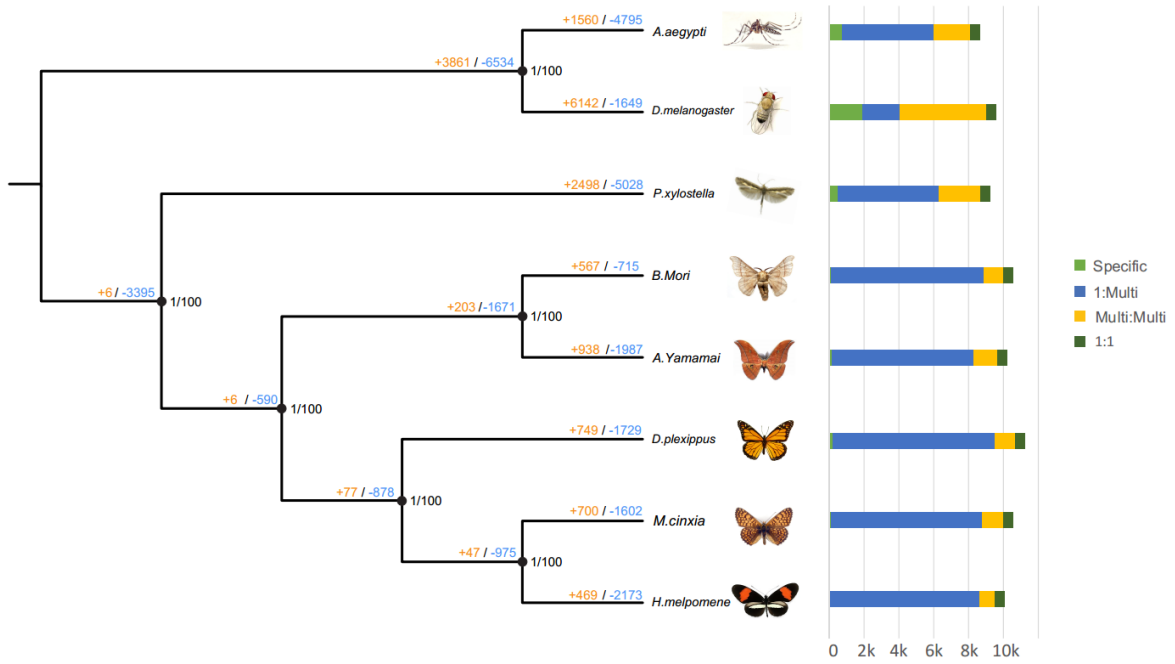 +1560 / -4795
A.aegypti
+3861 / -6534
1/100
+6142 / -1649
D.melanogaster
+2498 / -5028
P.xylostella
+567 / -715
B.Mori
+6 / -3395
1/100
+203 /-1671
1/100
+938 / -1987
A.Yamamai
+6 / -590
1/100
+749 / -1729
D.plexippus
+77 / -878
1/100
+700 / -1602
M.cinxia
+47 / -975
1/100
+469 / -2173
H.melpomene
Specific
1:Multi
Multi:Multi
1:1
0 2k 4k 6k 8k 10k